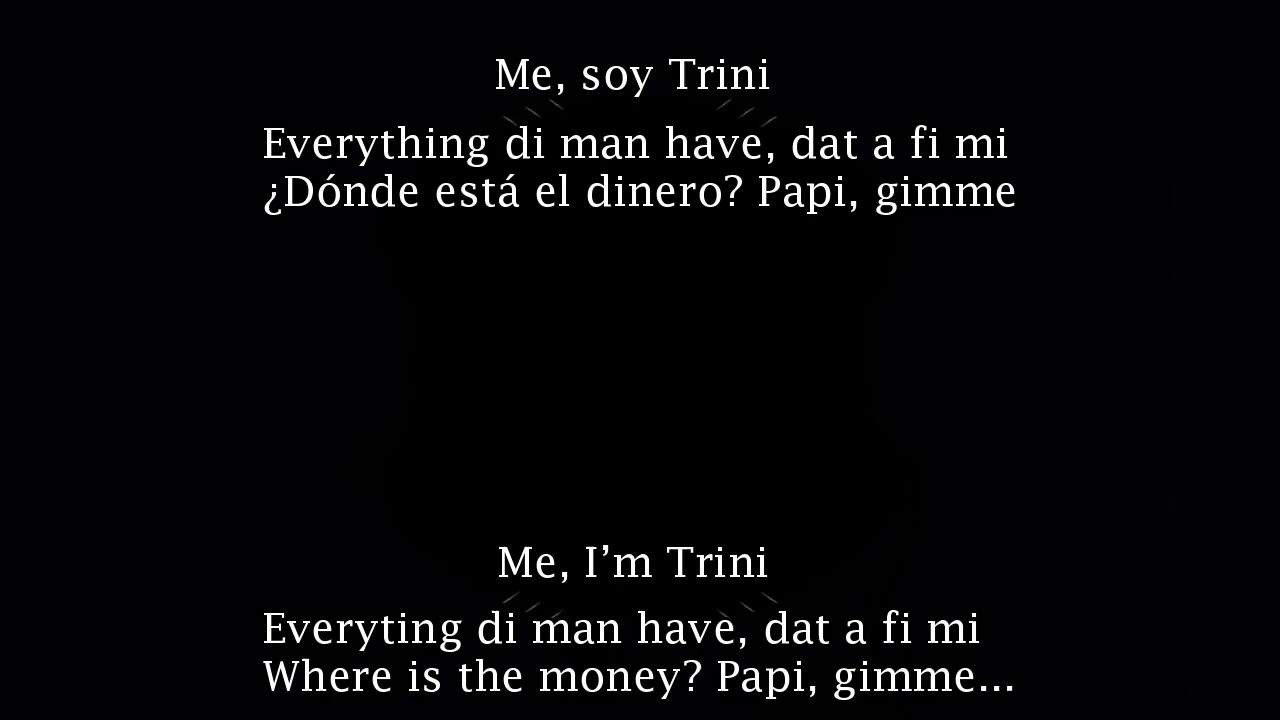 Me, soy Trini
Everything di man have, dat a fi mi
¿Dónde está el dinero? Papi, gimme
Me, I’m Trini
Everyting di man have, dat a fi mi
Where is the money? Papi, gimme...